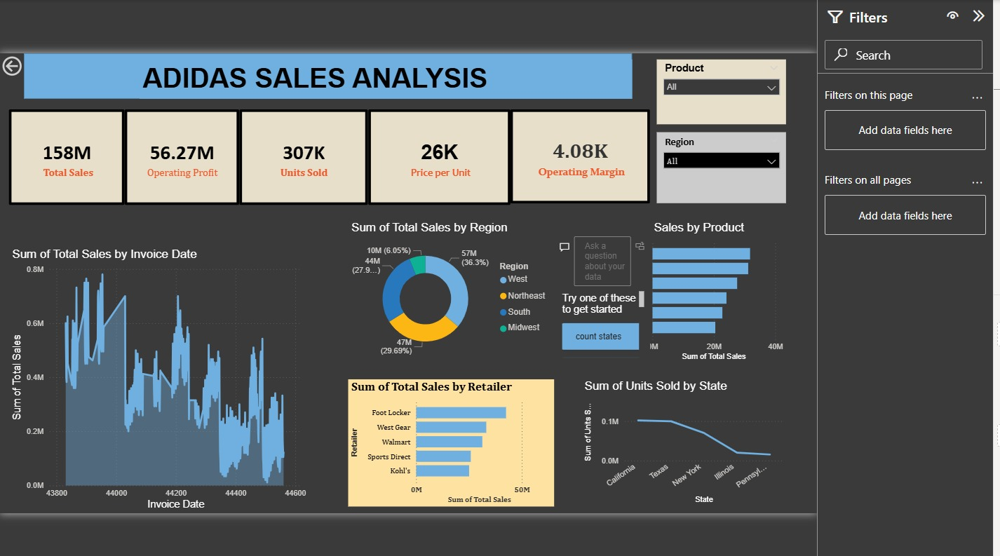 Filters
Search
Filters on this page
...
Add data fields here
Filters on all pages
...
Add data fields here
ADIDAS SALES ANALYSIS
Product
All
Region
All
158M
Total Sales
56.27M
Operating Profit
307K
Units Sold
26K
Price per Unit
4.08K
Operating Margin
Sum of Total Sales by Invoice Date
0.8M
0.6M
0.4M
0.2M
0.0M
Sum of Total Sales
43800
44000
44200
44400
44600
Invoice Date
Sum of Total Sales by Region
10M (6.05%)
44M
(27.9...)
57M
(36.3%)
47M
(29.69%)
Region
West
Northeast
South
Midwest
Ask a
question
about your
data
Try one of these
to get started
count states
Sales by Product
0M
20M
40M
Sum of Total Sales
Sum of Total Sales by Retailer
Retailer
Foot Locker
West Gear
Walmart
Sports Direct
Kohl's
0M
50M
Sum of Total Sales
Sum of Units Sold by State
Sum of Units S...
0.1M
0.0M
California
Texas
New York
Illinois
Pennsyl...
State